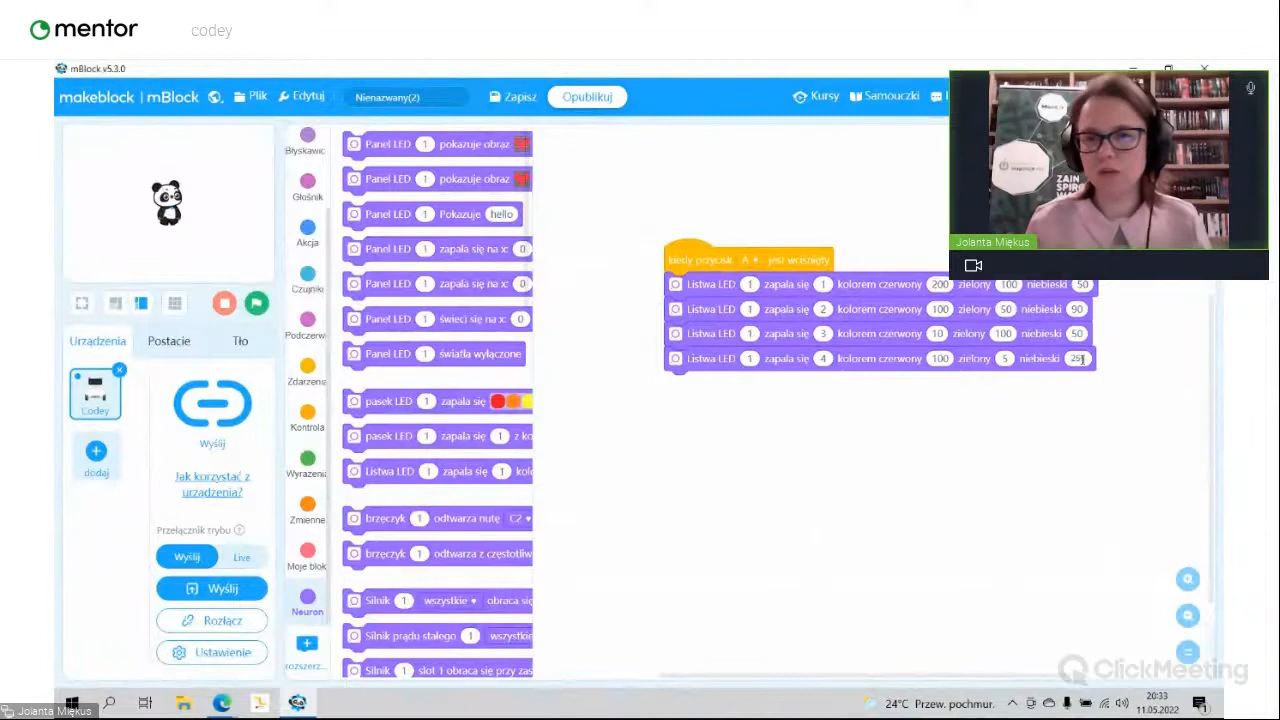 mentor codey
mBlock v5.3.0
makeblock | mBlock Plik Edytuj Nienazwany(2) Zapisz Opublikuj Kursy Samouczki
Jolanta Miękus
Błyskawic
Głośnik
Akcja
Czujniki
Podczerw
Zdarzenia
Kontrola
Wyrażenia
Zmienne
Moje blok
Neuron
rozszerz...
Panel LED 1 pokazuje obraz
Panel LED 1 pokazuje obraz
Panel LED 1 Pokazuje hello
Panel LED 1 zapala się na x: 0
Panel LED 1 zapala się na x: 0
Panel LED 1 świeci się na x: 0
Panel LED 1 światła wyłączone
pasek LED 1 zapala się
pasek LED 1 zapala się 1 z ko
Listwa LED 1 zapala się 1 kolo
brzęczyk 1 odtwarza nutę C2
brzęczyk 1 odtwarza z częstotliw
Silnik 1 wszystkie obraca się
Silnik prądu stałego 1 wszystkie
Silnik 1 slot 1 obraca się przy zas
kiedy przycisk A jest wciśnięty
Listwa LED 1 zapala się 1 kolorem czerwony 200 zielony 100 niebieski 50
Listwa LED 1 zapala się 2 kolorem czerwony 100 zielony 50 niebieski 90
Listwa LED 1 zapala się 3 kolorem czerwony 10 zielony 100 niebieski 50
Listwa LED 1 zapala się 4 kolorem czerwony 100 zielony 5 niebieski 255
Urządzenia Postacie Tło
Codey
dodaj
Wyślij
Jak korzystać z
urządzenia?
Przełącznik trybu
Wyślij Live
Wyślij
Rozłącz
Ustawienie
ZAIN
SPIRO
ClickMeeting
Jolanta Miękus
24°C Przew. pochmur.
20:33
11.05.2022